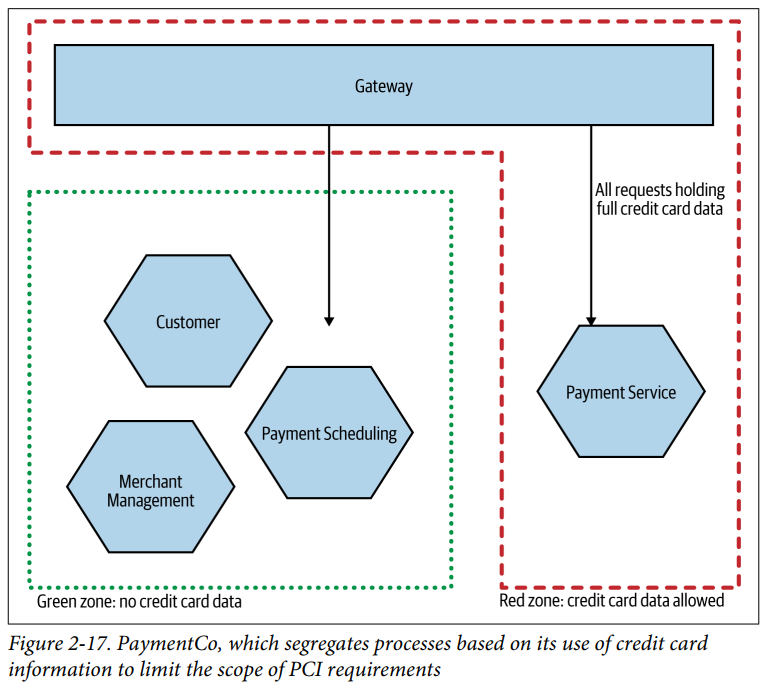 Gateway
All requests holding
full credit card data
Customer
Payment Scheduling
Payment Service
Merchant
Management
Green zone: no credit card data
Red zone: credit card data allowed
Figure 2-17. PaymentCo, which segregates processes based on its use of credit card
information to limit the scope of PCI requirements